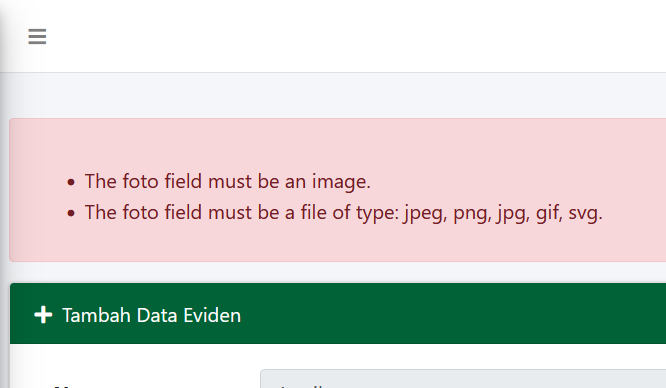 The foto field must be an image.
The foto field must be a file of type: jpeg, png, jpg, gif, svg.
Tambah Data Eviden